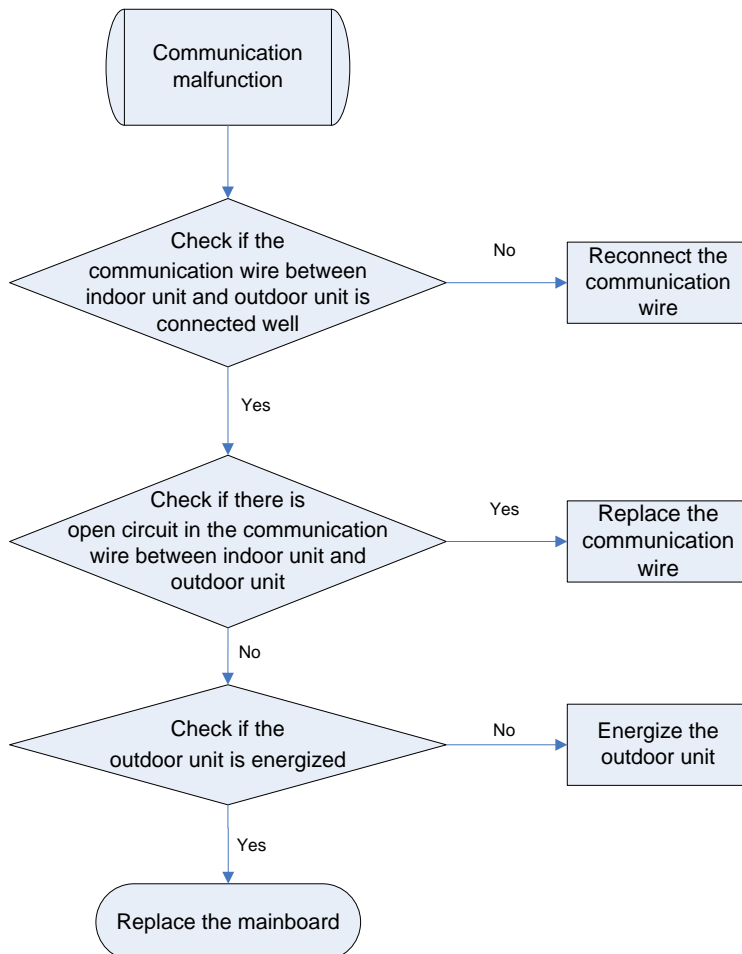 Communication
malfunction
Check if the
communication wire between
indoor unit and outdoor unit is
connected well
No
Reconnect the
communication
wire
Yes
Check if there is
open circuit in the communication
wire between indoor unit and
outdoor unit
Yes
Replace the
communication
wire
No
Check if the
outdoor unit is energized
No
Energize the
outdoor unit
Yes
Replace the mainboard